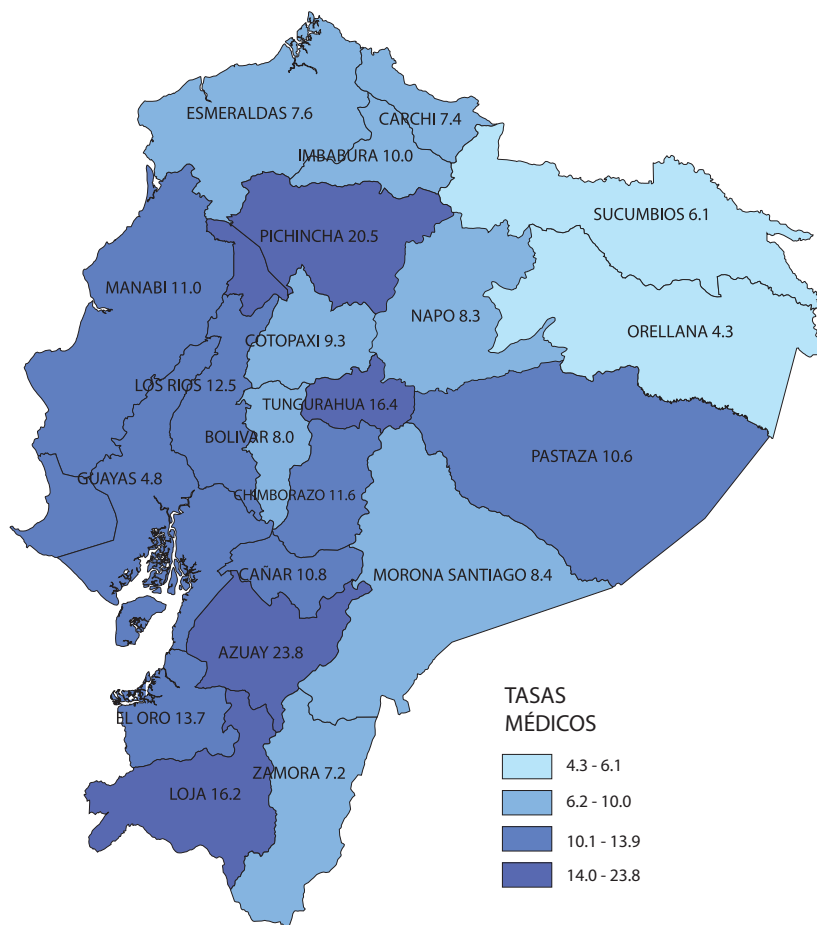 ESMERALDAS 7.6
CARCHI 7.4
IMBABURA 10.0
SUCUMBIOS 6.1
PICHINCHA 20.5
MANABÍ 11.0
NAPO 8.3
ORELLANA 4.3
COTOPAXI 9.3
LOS RIOS 12.5
TUNGURAHUA 16.4
BOLIVAR 8.0
PASTAZA 10.6
GUAYAS 4.8
CHIMBORAZO 11.6
CAÑAR 10.8
MORONA SANTIAGO 8.4
AZUAY 23.8
EL ORO 13.7
ZAMORA 7.2
LOJA 16.2
TASAS
MÉDICOS
4.3 - 6.1
6.2 - 10.0
10.1 - 13.9
14.0 - 23.8